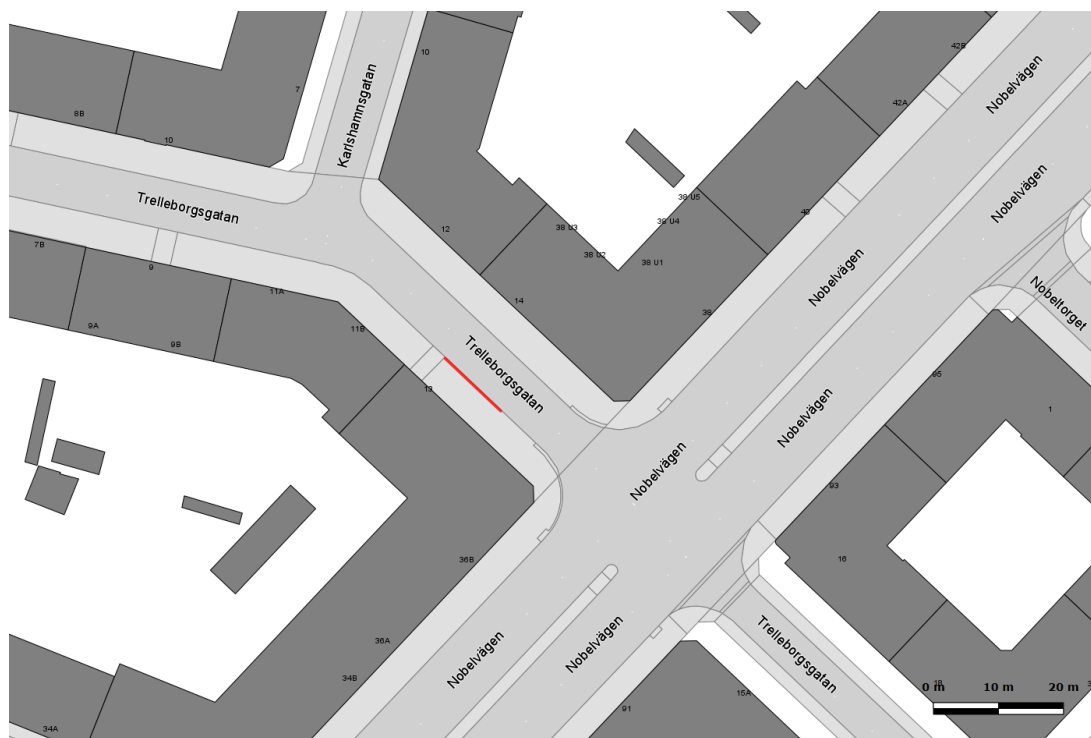 10
42B
Nobelvägen
Karlshamnsgatan
7
42A
8B
10
Nobelvägen
38 U5
40
Trelleborgsgatan
38 U4
38 U3
12
7B
38 U2
38 U1
9
Nobelvägen
11A
14
Nobeltorget
38
9A
11B
9B
Trelleborgsgatan
95
13
1
Nobelvägen
Nobelvägen
93
36B
16
36A
Nobelvägen
Nobelvägen
Trelleborgsgatan
34B
18
0 m 10 m 20 m
15A
91
34A